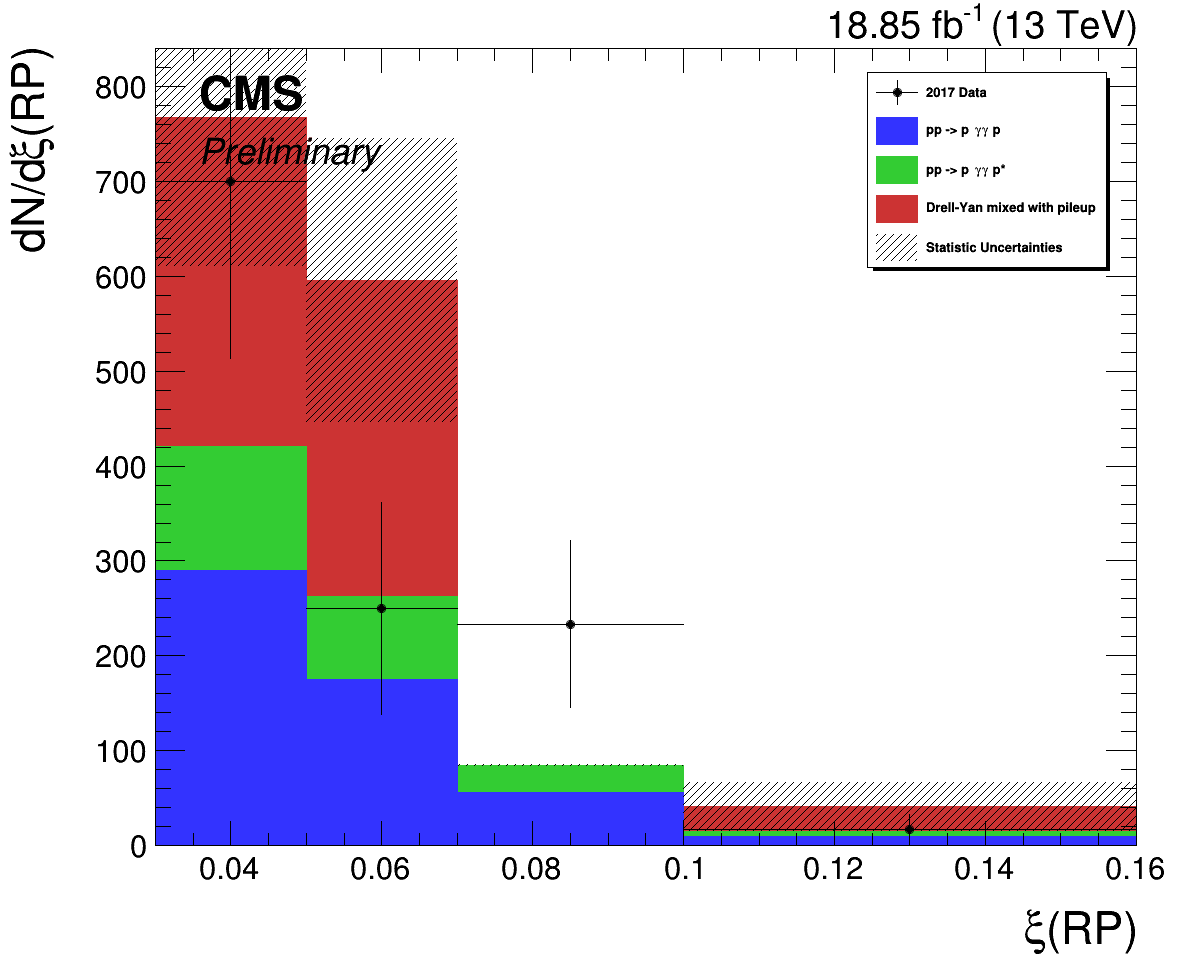 18.85 fb⁻¹ (13 TeV)
dN/dξ(RP)
CMS
Preliminary
2017 Data
pp -> p γγ p
pp -> p γγ p*
Drell-Yan mixed with pileup
Statistic Uncertainties
800
700
600
500
400
300
200
100
0
0.04 0.06 0.08 0.1 0.12 0.14 0.16
ξ(RP)